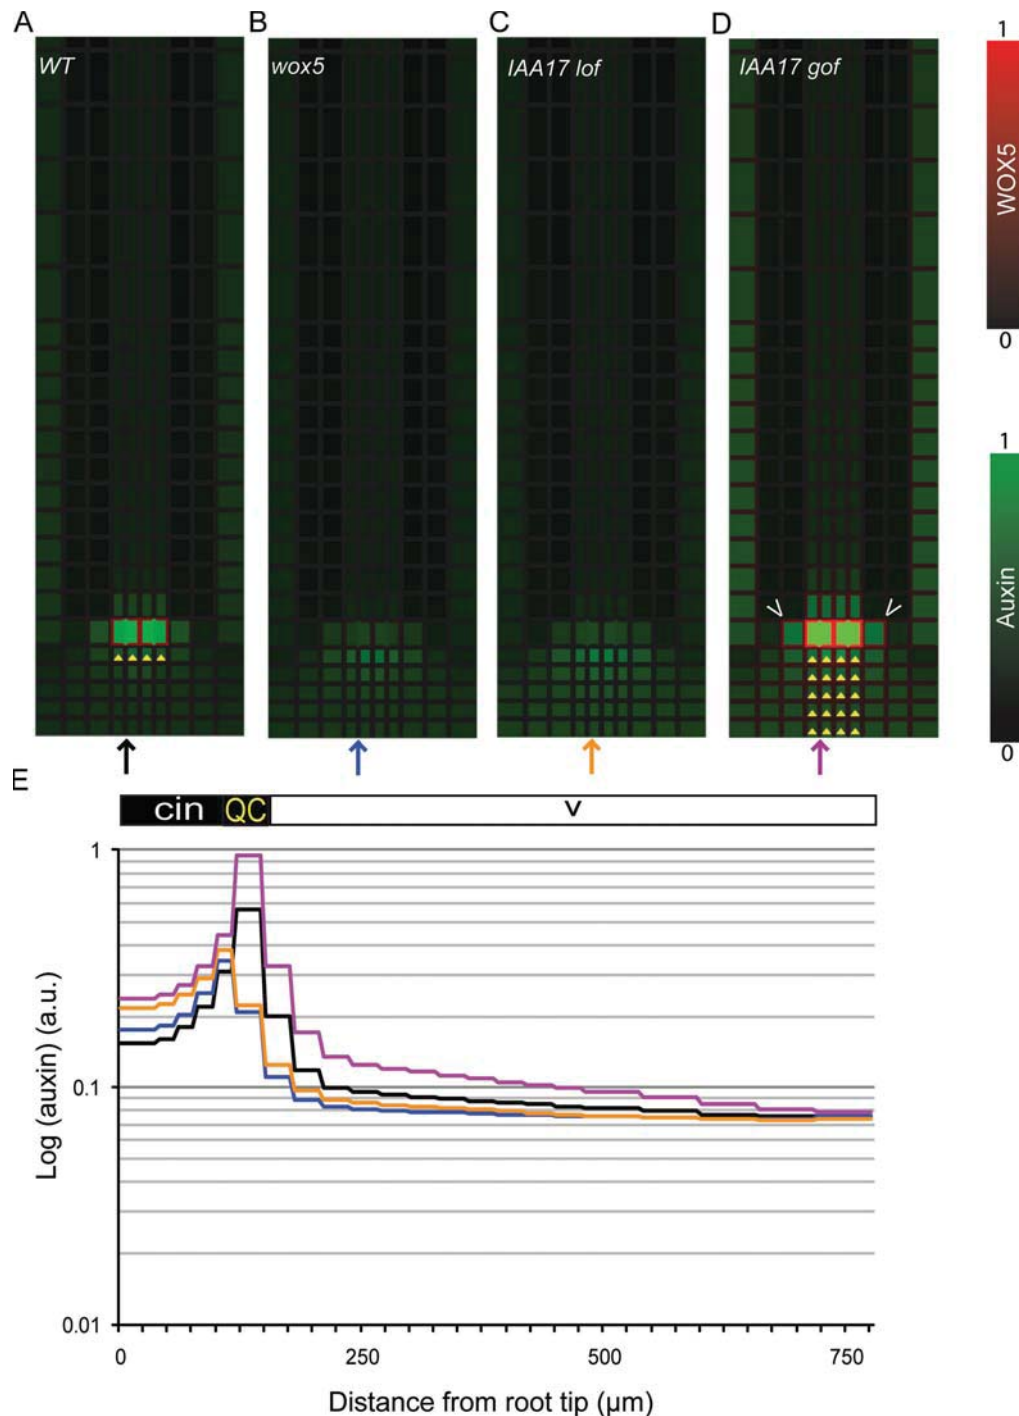 A
B
C
D
WT
wox5
IAA17 lof
IAA17 gof
1
WOX5
0
1
Auxin
0
V
V
E
cin
QC
V
1
0.1
0.01
Log (auxin) (a.u.)
0
250
500
750
Distance from root tip (µm)